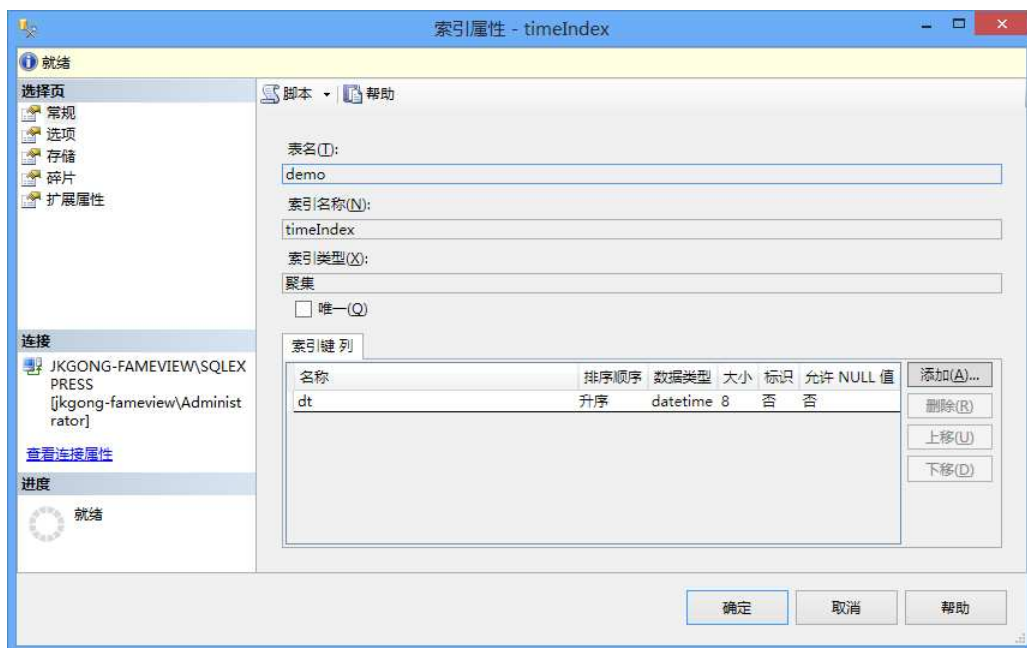 索引属性 - timeIndex
就绪
选择页
常规
选项
存储
碎片
扩展属性
连接
JKGONG-FAMEVIEW\SQLEX
PRESS
[jkgong-fameview\Administ
rator]
查看连接属性
进度
就绪
脚本 帮助
表名(T):
demo
索引名称(N):
timeIndex
索引类型(X):
聚集
唯一(Q)
索引键 列
名称 排序顺序 数据类型 大小 标识 允许 NULL 值
dt 升序 datetime 8 否 否
添加(A)...
删除(R)
上移(U)
下移(D)
确定 取消 帮助